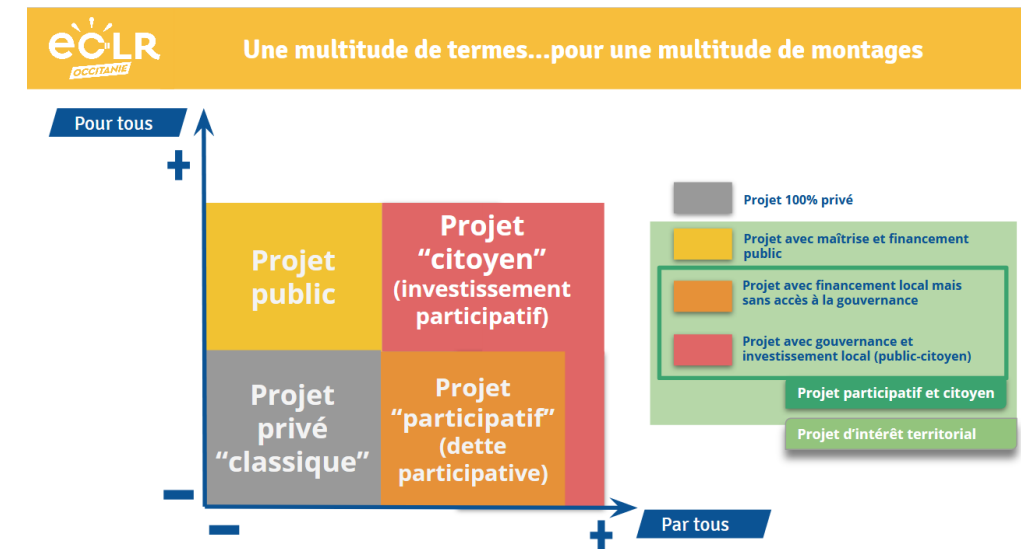 eCLR
OCCITANIE
Une multitude de termes...pour une multitude de montages
Pour tous
+
Projet
public
Projet
“citoyen”
(investissement
participatif)
Projet
privé
“classique”
Projet
“participatif”
(dette
participative)
−
−
+
Par tous
Projet 100% privé
Projet avec maîtrise et financement
public
Projet avec financement local mais
sans accès à la gouvernance
Projet avec gouvernance et
investissement local (public-citoyen)
Projet participatif et citoyen
Projet d’intérêt territorial